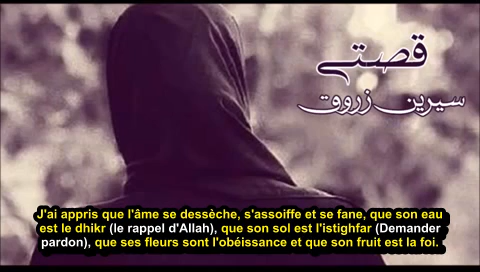 قصتي
سيرين زروق
J'ai appris que l'âme se dessèche, s'assoiffe et se fane, que son eau
est le dhikr (le rappel d'Allah), que son sol est l'istighfar (Demander
pardon), que ses fleurs sont l'obéissance et que son fruit est la foi.